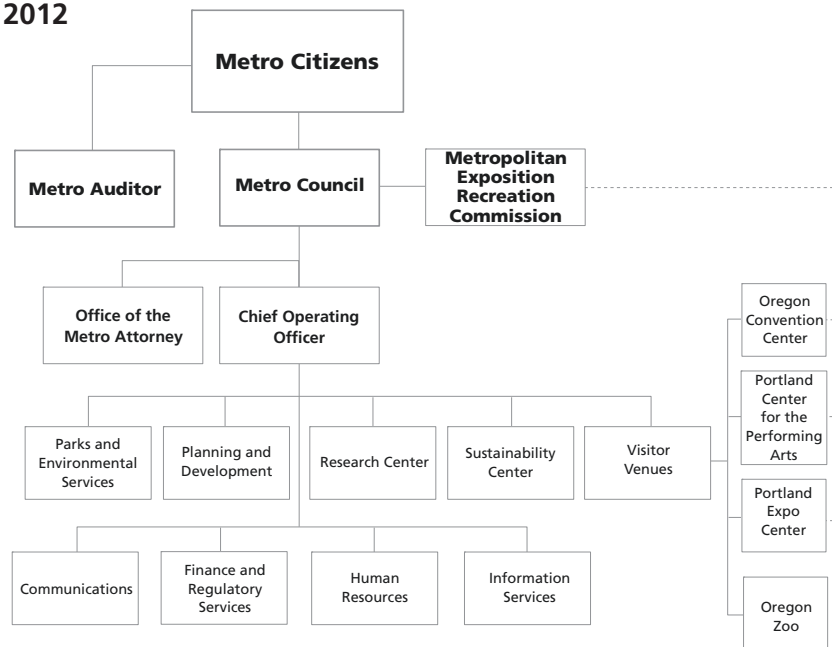 2012
Metro Citizens
Metro Auditor
Metro Council
Metropolitan
Exposition
Recreation
Commission
Office of the
Metro Attorney
Chief Operating
Officer
Oregon
Convention
Center
Portland
Center
for the
Performing
Arts
Portland
Expo
Center
Oregon
Zoo
Parks and
Environmental
Services
Planning and
Development
Research Center
Sustainability
Center
Visitor
Venues
Communications
Finance and
Regulatory
Services
Human
Resources
Information
Services